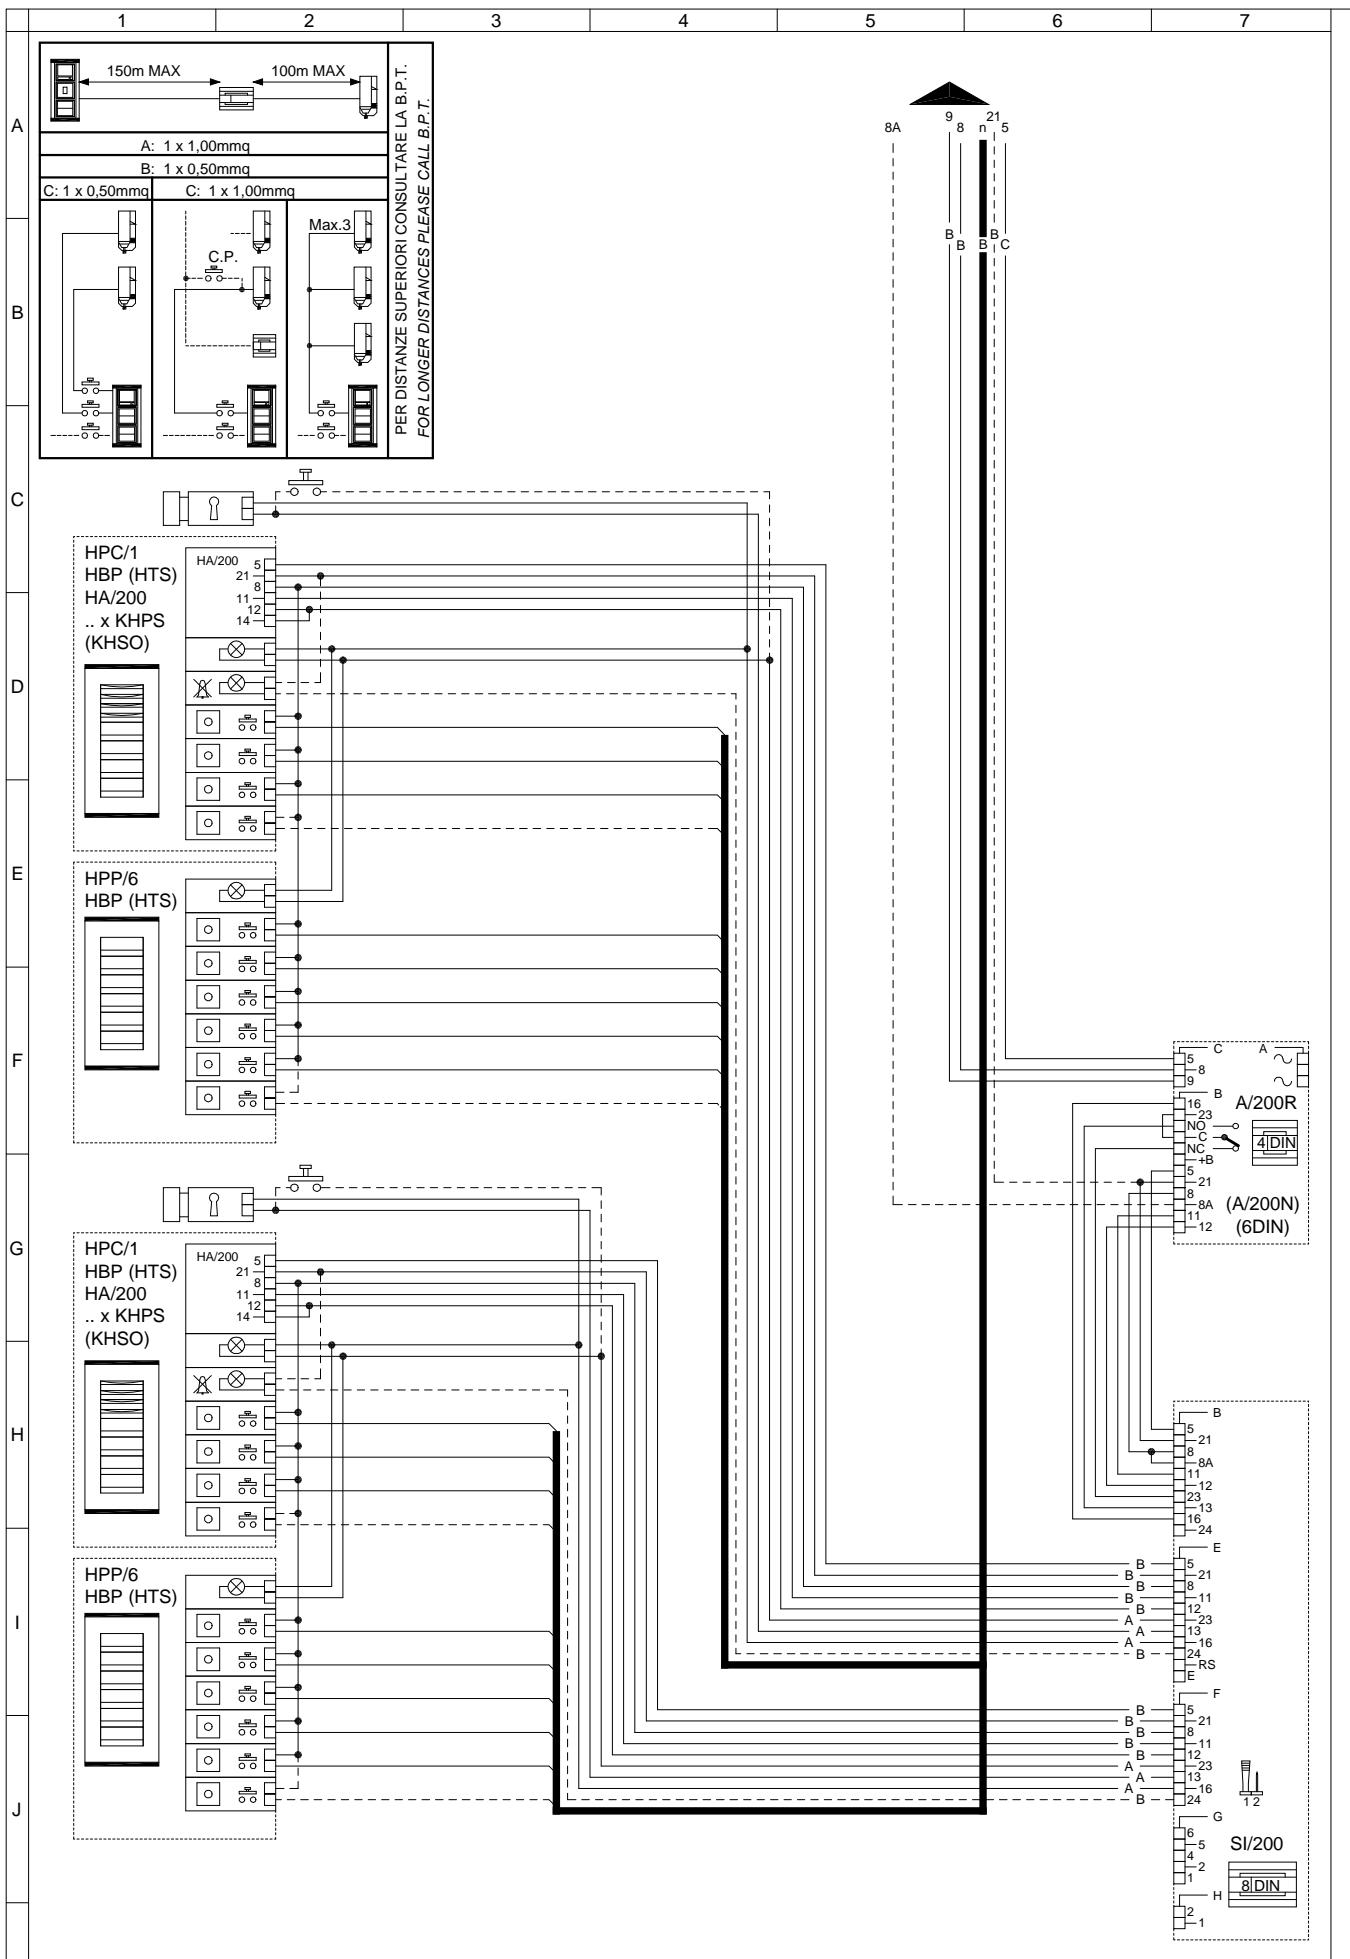 1 2 3 4 5 6 7
A
B
C
D
E
F
G
H
I
J
150m MAX 100m MAX
A: 1 x 1,00mmq
B: 1 x 0,50mmq
C: 1 x 0,50mmq C: 1 x 1,00mmq
C.P.
Max.3
PER DISTANZE SUPERIORI CONSULTARE LA B.P.T.
FOR LONGER DISTANCES PLEASE CALL B.P.T.
8A 9 8 n 21 5
B B B B C
HPC/1
HBP (HTS)
HA/200
.. x KHPS
(KHSO)
HA/200
5
21
8
11
12
14
HPP/6
HBP (HTS)
HPC/1
HBP (HTS)
HA/200
.. x KHPS
(KHSO)
HA/200
5
21
8
11
12
14
HPP/6
HBP (HTS)
C A
5
8
9
B
16
23
NO
C
NC
+B
5
21
8
8A
11
12
A/200R
4 DIN
(A/200N)
(6DIN)
B
5
21
8
8A
11
12
23
13
16
24
E
B 5
B 21
B 8
B 11
B 12
A 23
A 13
A 16
B 24
RS
E
F
B 5
B 21
B 8
B 11
B 12
A 23
A 13
A 16
B 24
1 2
G
6
5
4
2
1
SI/200
8 DIN
H
2
1